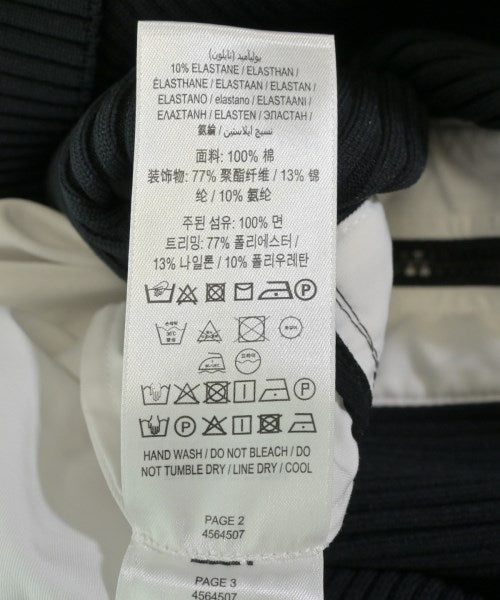 بوليأميد (نايلون)
10% ELASTANE / ELASTHAN /
ÉLASTHANE / ELASTAAN / ELASTAN /
ELASTANO / elastano / ELASTAANI /
ΕΛΑΣΤΑΝΗ / ELASTEN / ЭЛАСТАН /
氨綸 / نسيج ايلاستين
面料: 100% 棉
装饰物: 77% 聚酯纤维 / 13% 锦
纶 / 10% 氨纶
주된 섬유: 100% 면
트리밍: 77% 폴리에스터 /
13% 나일론 / 10% 폴리우레탄
HAND WASH / DO NOT BLEACH / DO
NOT TUMBLE DRY / LINE DRY / COOL
PAGE 2
4564507
PAGE 3
4564507